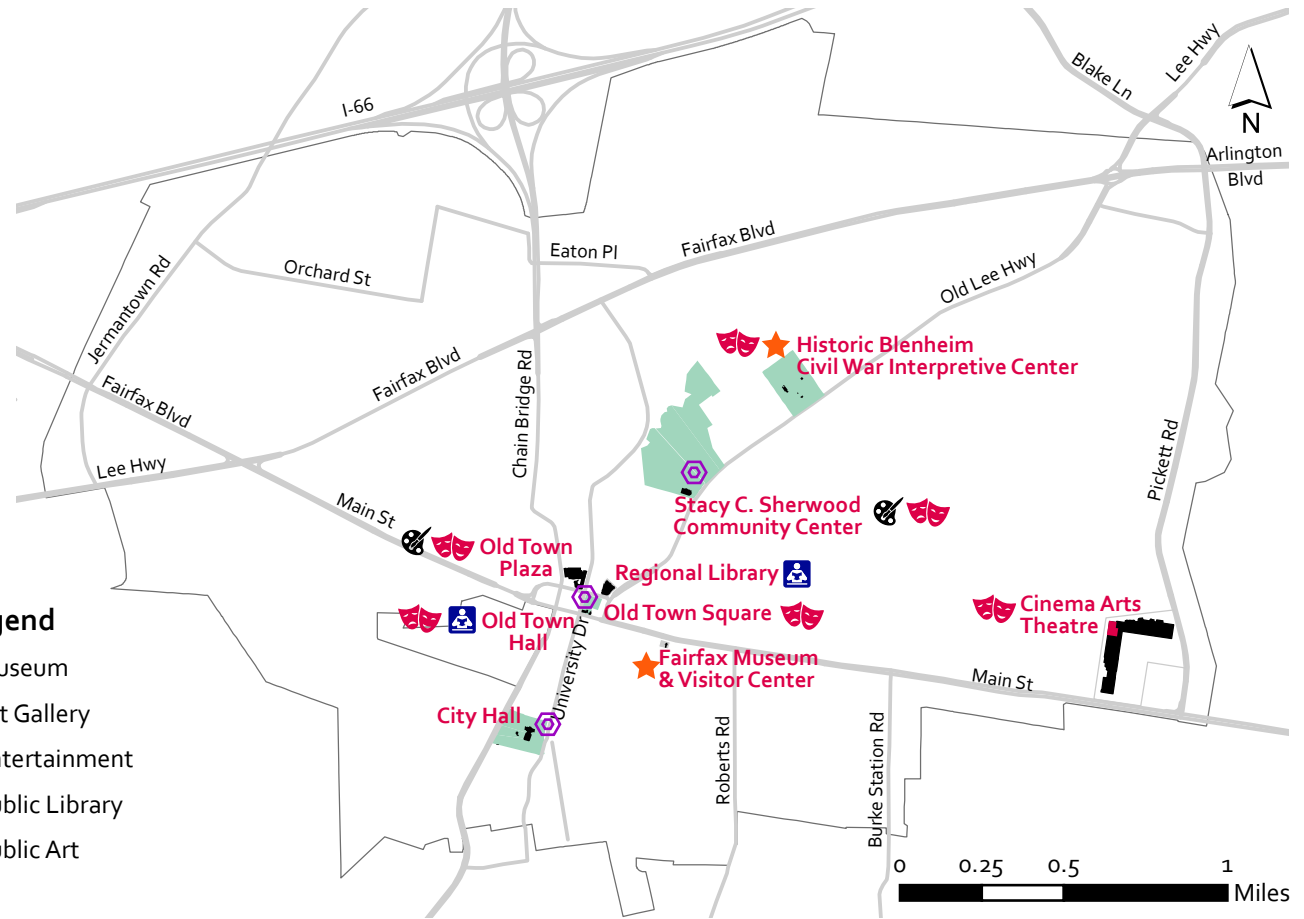 I-66
Blake Ln
Lee Hwy
N
Arlington
Blvd
Eaton Pl
Fairfax Blvd
Orchard St
Old Lee Hwy
Jermantown Rd
Fairfax Blvd
Fairfax Blvd
Chain Bridge Rd
Historic Blenheim
Civil War Interpretive Center
Lee Hwy
Pickett Rd
Main St
Stacy C. Sherwood
Community Center
Old Town
Plaza
Regional Library
Old Town Square
Old Town
Hall
Cinema Arts
Theatre
University Dr
Fairfax Museum
& Visitor Center
Main St
City Hall
Roberts Rd
Burke Station Rd
gend
useum
t Gallery
ntertainment
ublic Library
ublic Art
0 0.25 0.5 1
Miles